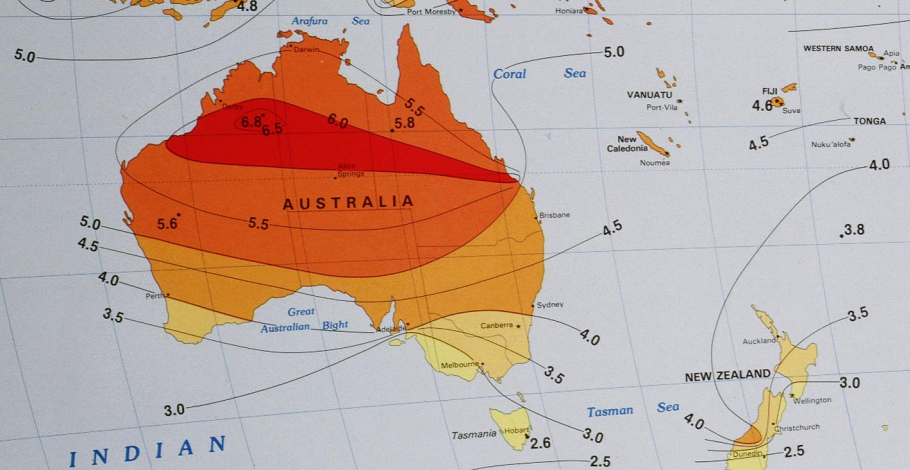 4.8
Arafura Sea
Port Moresby
Honiara
5.0
Darwin
5.0
WESTERN SAMOA
Apia
Pago Pago Am
Coral Sea
VANUATU
Port-Vila
FIJI
4.6
Suva
Derby
5.5
6.8
6.5
6.0
5.8
4.5
TONGA
Nuku'alofa
New
Caledonia
Nouméa
4.0
Alice
Springs
AUSTRALIA
5.0
5.6
5.5
Brisbane
4.5
3.8
4.5
4.0
Perth
3.5
Great
Australian Bight
Adelaide
Sydney
Canberra
4.0
3.5
Auckland
Melbourne
3.5
NEW ZEALAND
3.0
3.0
Tasman Sea
Wellington
4.0
Christchurch
Tasmania
Hobart
2.6
3.0
Dunedin
2.5
2.5
INDIAN